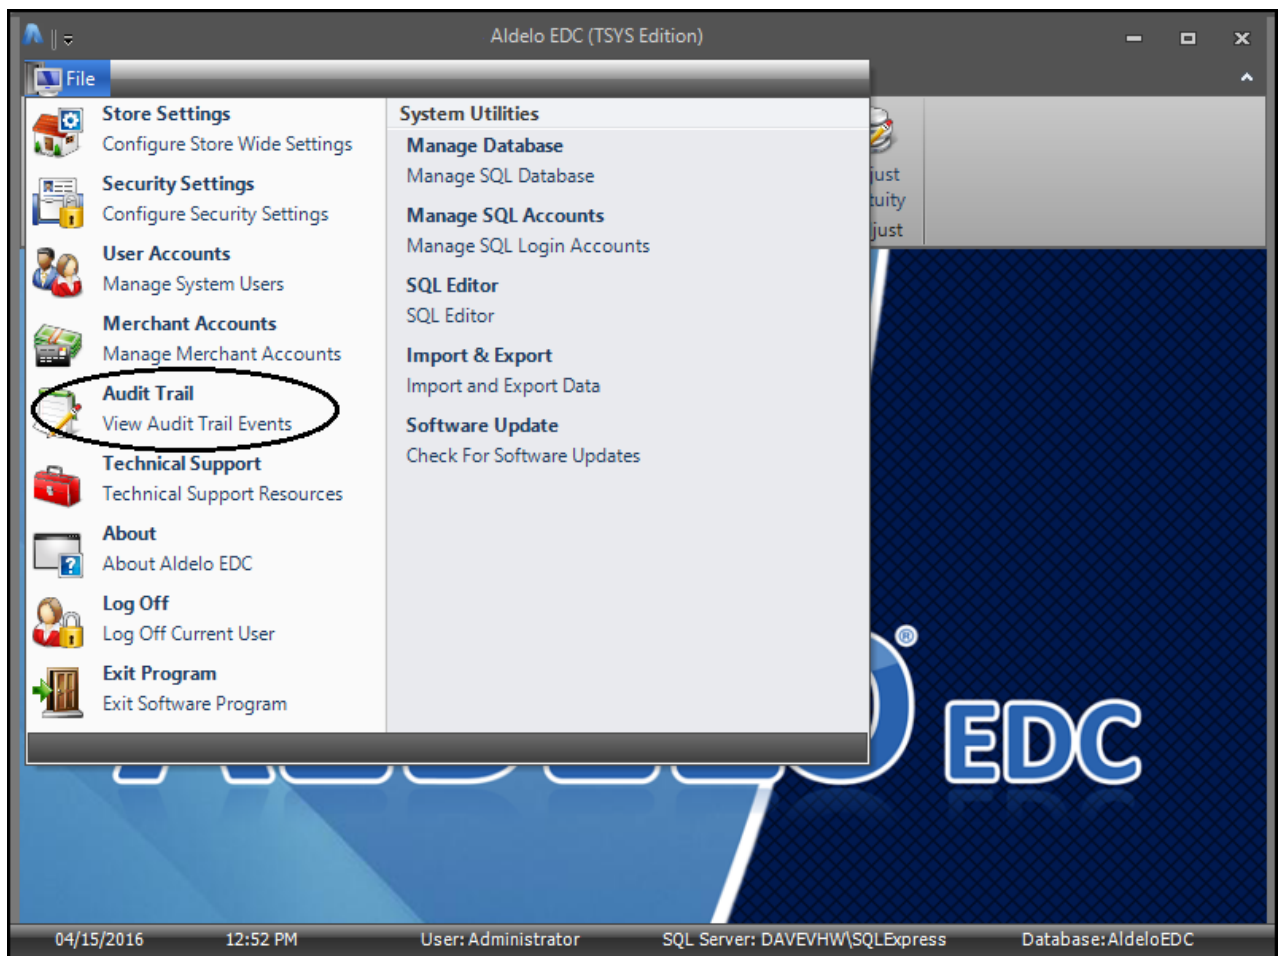 Aldelo EDC (TSYS Edition)
File
Store Settings
Configure Store Wide Settings
Security Settings
Configure Security Settings
User Accounts
Manage System Users
Merchant Accounts
Manage Merchant Accounts
Audit Trail
View Audit Trail Events
Technical Support
Technical Support Resources
About
About Aldelo EDC
Log Off
Log Off Current User
Exit Program
Exit Software Program
System Utilities
Manage Database
Manage SQL Database
Manage SQL Accounts
Manage SQL Login Accounts
SQL Editor
SQL Editor
Import & Export
Import and Export Data
Software Update
Check For Software Updates
just
tuity
just
® EDC
04/15/2016 12:52 PM User: Administrator SQL Server: DAVEVHW\SQLExpress Database:AldeloEDC